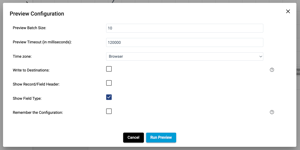 Preview Configuration
Preview Batch Size: 10
Preview Timeout (in milliseconds): 120000
Time zone: Browser
Write to Destinations:
Show Record/Field Header:
Show Field Type:
Remember the Configuration:
Cancel Run Preview